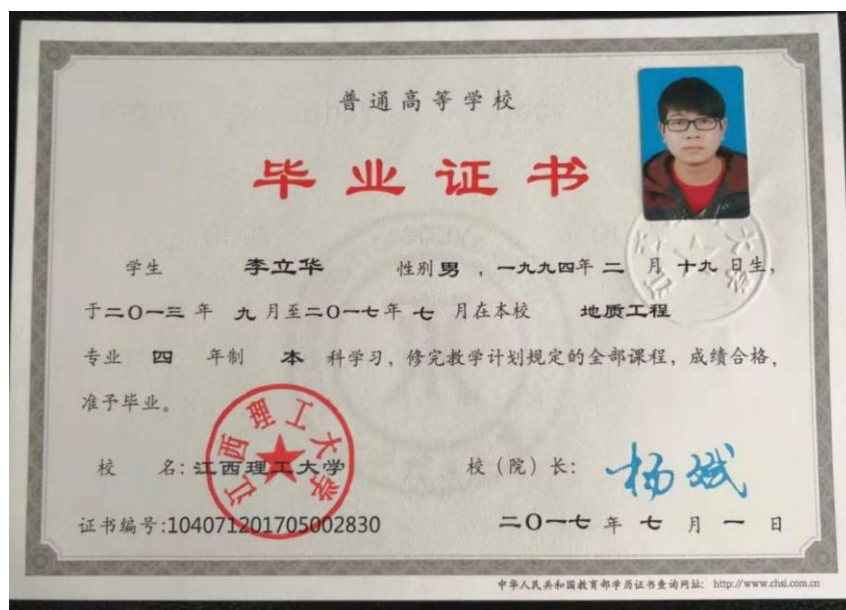 普通高等学校
毕业证书
学生 李立华 性别 男 ，一九九四年 二 月 十九 日生，
于二〇一三 年 九 月至二〇一七年 七 月在本校 地质工程
专业 四 年制 本 科学习，修完教学计划规定的全部课程，成绩合格，
准予毕业。
江西理工大学
校 名：江西理工大学 校（院）长：杨斌
证书编号:104071201705002830 二〇一七 年 七 月 一 日
中华人民共和国教育部学历证书查询网址：http://www.chsi.com.cn